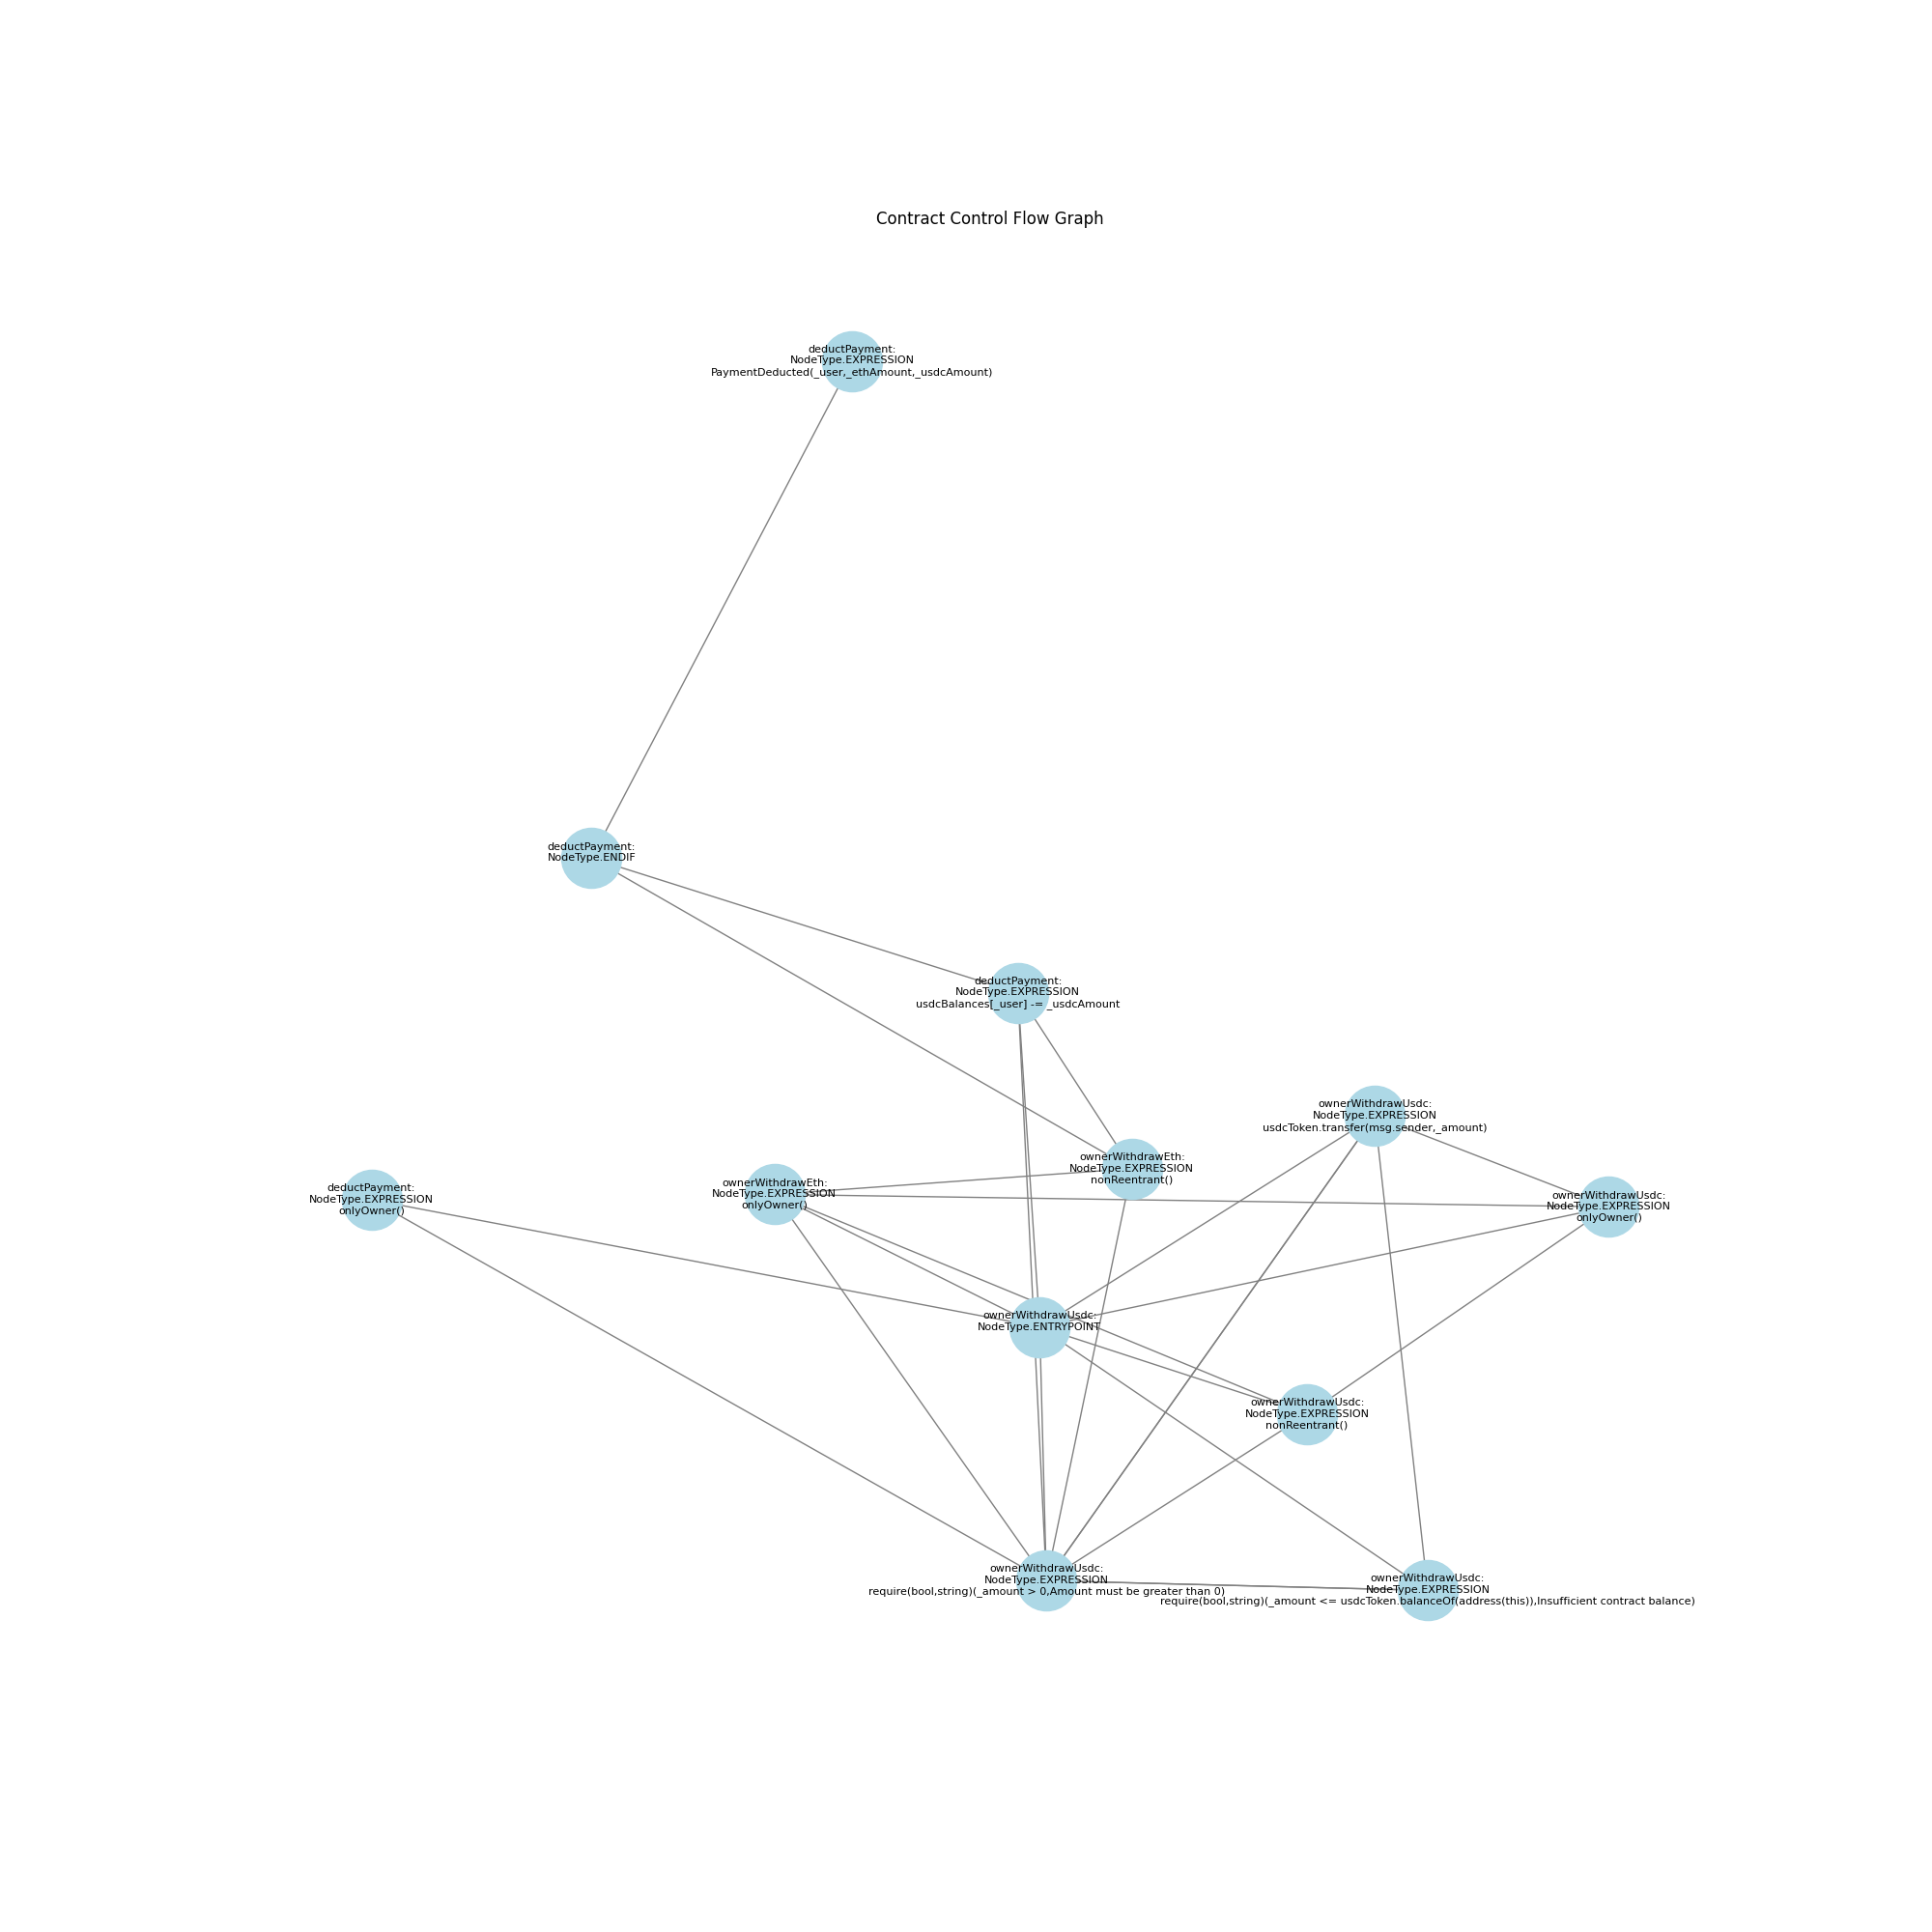 Contract Control Flow Graph
deductPayment:
NodeType.EXPRESSION
PaymentDeducted(_user,_ethAmount,_usdcAmount)
deductPayment:
NodeType.ENDIF
deductPayment:
NodeType.EXPRESSION
usdcBalances[_user] -= _usdcAmount
ownerWithdrawUsdc:
NodeType.EXPRESSION
usdcToken.transfer(msg.sender,_amount)
ownerWithdrawEth:
NodeType.EXPRESSION
nonReentrant()
deductPayment:
NodeType.EXPRESSION
onlyOwner()
ownerWithdrawEth:
NodeType.EXPRESSION
onlyOwner()
ownerWithdrawUsdc:
NodeType.EXPRESSION
onlyOwner()
ownerWithdrawUsdc:
NodeType.ENTRYPOINT
ownerWithdrawUsdc:
NodeType.EXPRESSION
nonReentrant()
ownerWithdrawUsdc:
NodeType.EXPRESSION
require(bool,string)(_amount > 0,Amount must be greater than 0)
ownerWithdrawUsdc:
NodeType.EXPRESSION
require(bool,string)(_amount <= usdcToken.balanceOf(address(this)),Insufficient contract balance)